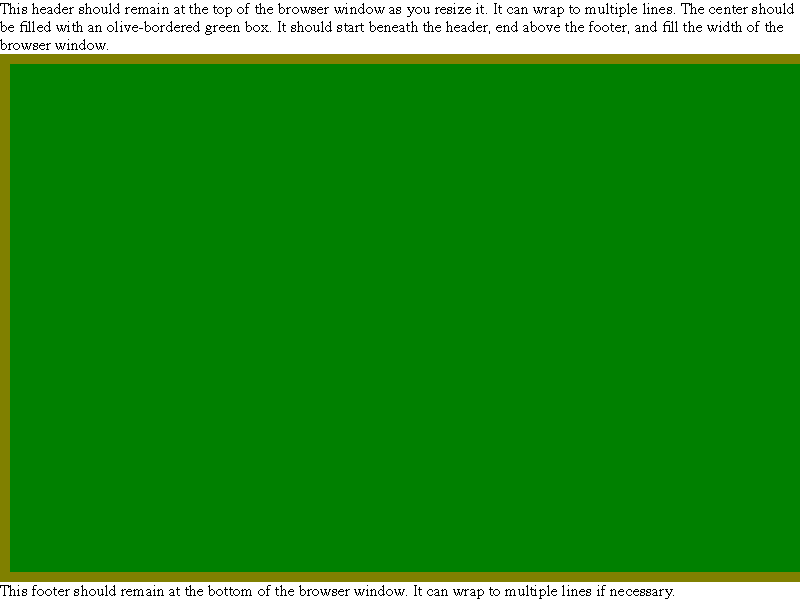 This header should remain at the top of the browser window as you resize it. It can wrap to multiple lines. The center should
be filled with an olive-bordered green box. It should start beneath the header, end above the footer, and fill the width of the
browser window.
This footer should remain at the bottom of the browser window. It can wrap to multiple lines if necessary.